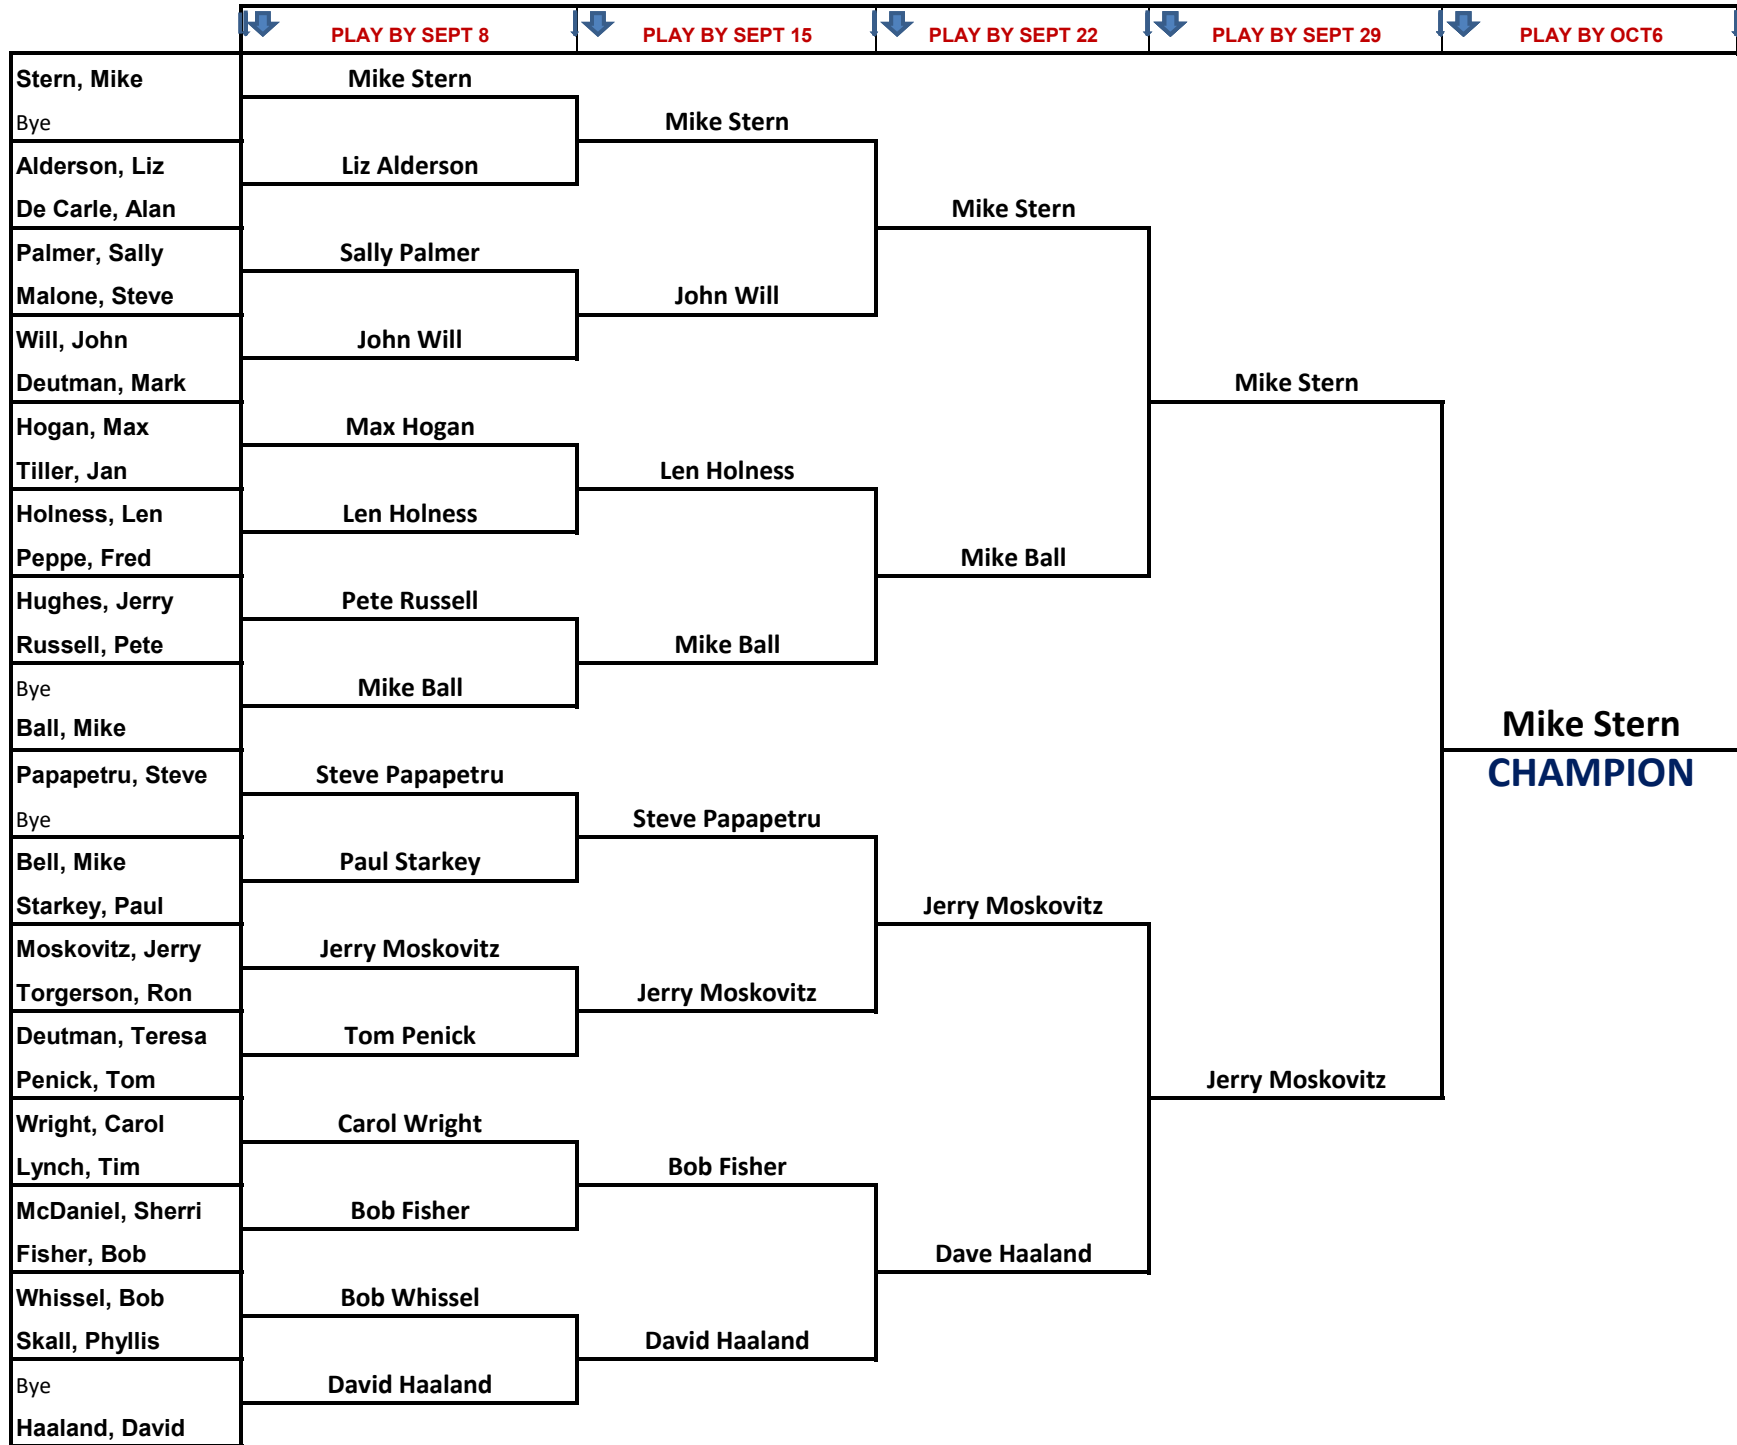 PLAY BY SEPT 8 PLAY BY SEPT 15 PLAY BY SEPT 22 PLAY BY SEPT 29 PLAY BY OCT6
Stern, Mike Mike Stern
Bye Mike Stern
Alderson, Liz Liz Alderson
De Carle, Alan Mike Stern
Palmer, Sally Sally Palmer
Malone, Steve John Will
Will, John John Will
Deutman, Mark Mike Stern
Hogan, Max Max Hogan
Tiller, Jan Len Holness
Holness, Len Len Holness
Peppe, Fred Mike Ball
Hughes, Jerry Pete Russell
Russell, Pete Mike Ball
Bye Mike Ball
Ball, Mike Mike Stern
Papapetru, Steve Steve Papapetru CHAMPION
Bye Steve Papapetru
Bell, Mike Paul Starkey
Starkey, Paul Jerry Moskovitz
Moskovitz, Jerry Jerry Moskovitz
Torgerson, Ron Jerry Moskovitz
Deutman, Teresa Tom Penick
Penick, Tom Jerry Moskovitz
Wright, Carol Carol Wright
Lynch, Tim Bob Fisher
McDaniel, Sherri Bob Fisher
Fisher, Bob Dave Haaland
Whissel, Bob Bob Whissel
Skall, Phyllis David Haaland
Bye David Haaland
Haaland, David